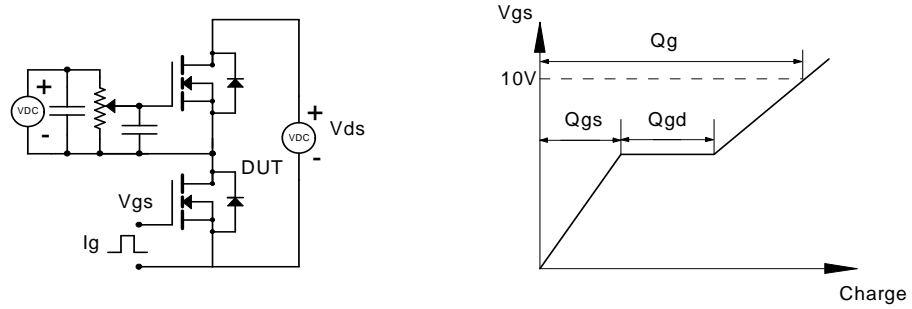 +
VDC
-
+
VDC
-
Vds
DUT
Vgs
Ig
Vgs
Qg
10V
Qgs
Qgd
Charge